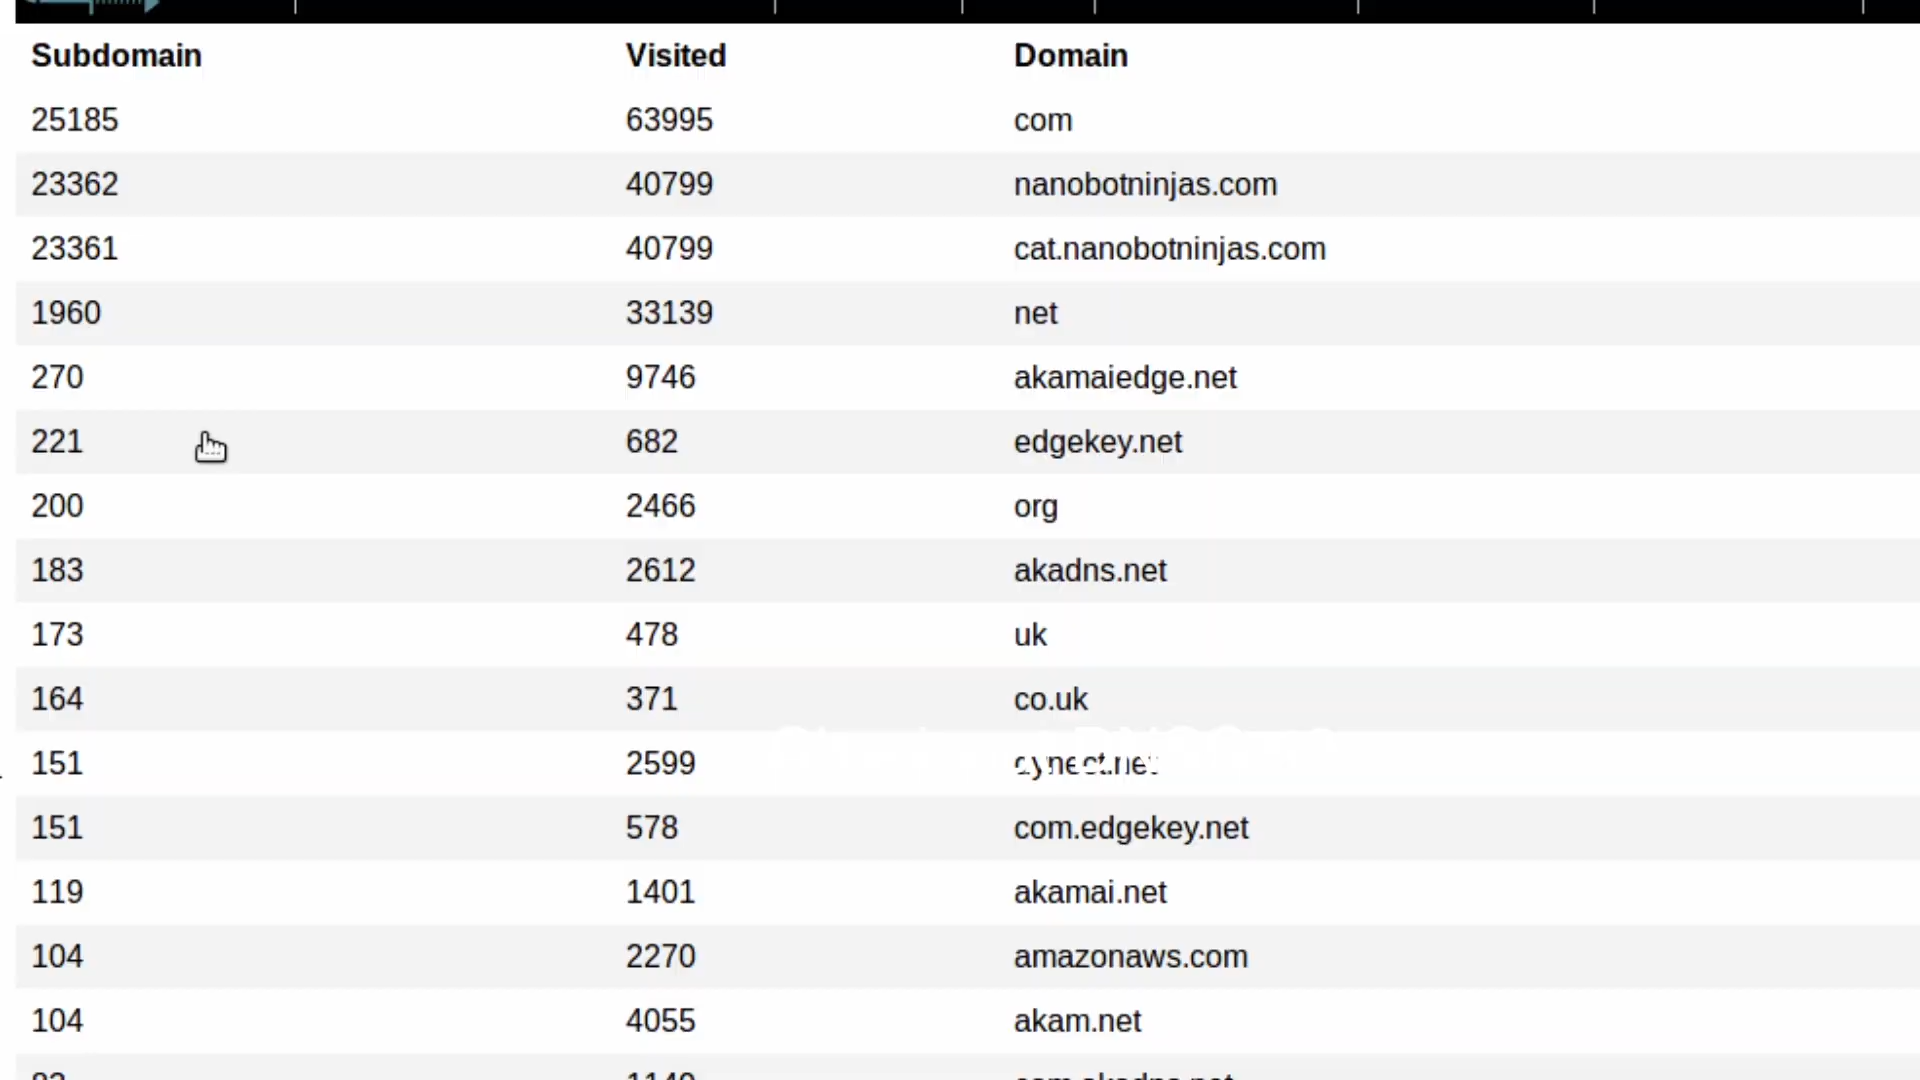 Subdomain Visited Domain
25185 63995 com
23362 40799 nanobotninjas.com
23361 40799 cat.nanobotninjas.com
1960 33139 net
270 9746 akamaiedge.net
221 682 edgekey.net
200 2466 org
183 2612 akadns.net
173 478 uk
164 371 co.uk
151 2599 dynect.net
151 578 com.edgekey.net
119 1401 akamai.net
104 2270 amazonaws.com
104 4055 akam.net